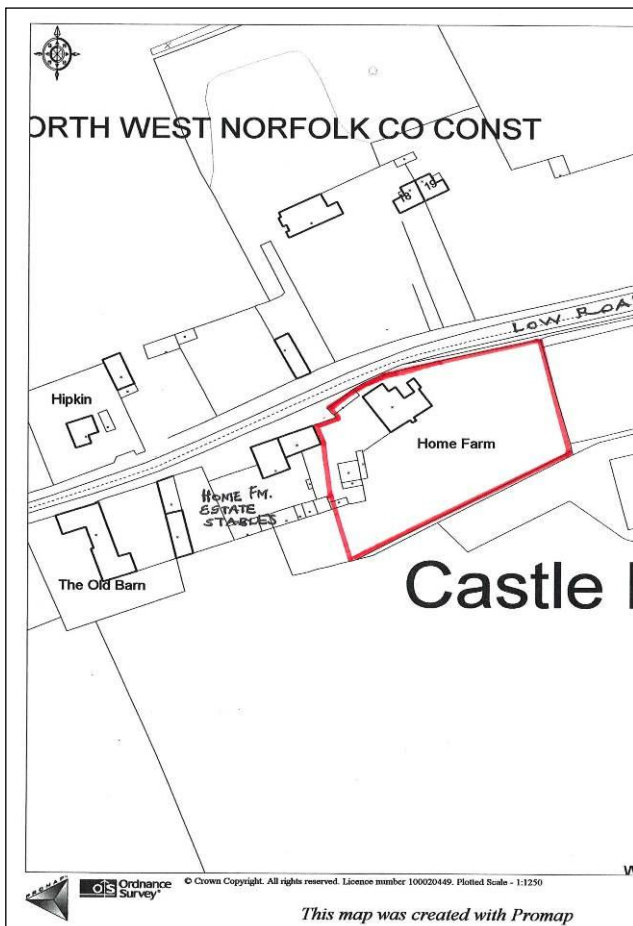 ORTH WEST NORFOLK CO CONST
18
19
LOW ROA
Hipkin
Home Farm
HOME FM.
ESTATE
STABLES
The Old Barn
Castle
PROMAP
OS Ordnance
Survey®
© Crown Copyright. All rights reserved. Licence number 100020449. Plotted Scale - 1:1250
W
This map was created with Promap